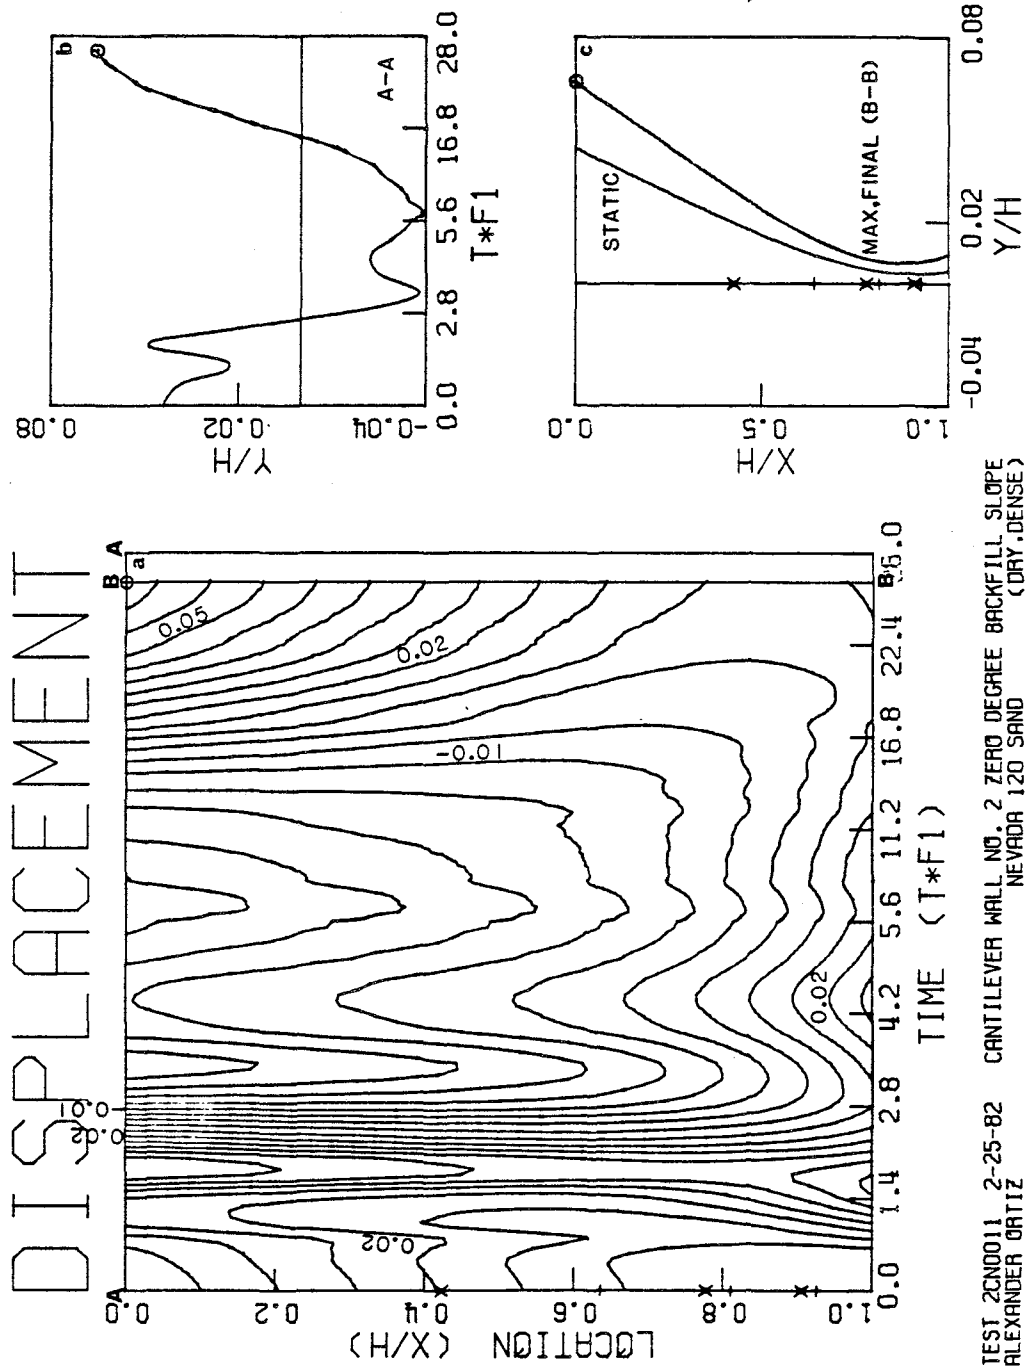 DISPLACEMENT
0.02
0.01
A
B
A
a
0.05
0.02
-0.01
0.02
0.02
B
0.0
0.2
0.4
0.6
0.8
1.0
LOCATION (X/H)
0.0
1.4
2.8
4.2
5.6
11.2
16.8
22.4
TIME (T*F1)
b
A-A
0.08
0.02
-0.04
Y/H
0.0
2.8
5.6
16.8
28.0
T*F1
c
STATIC
MAX,FINAL (B-B)
0.0
0.5
1.0
X/H
-0.04
0.02
0.08
Y/H
TEST 2CN0011 2-25-82 CANTILEVER WALL NO. 2 ZERO DEGREE BACKFILL SLOPE
ALEXANDER ORTIZ NEVADA 120 SAND (DRY,DENSE)